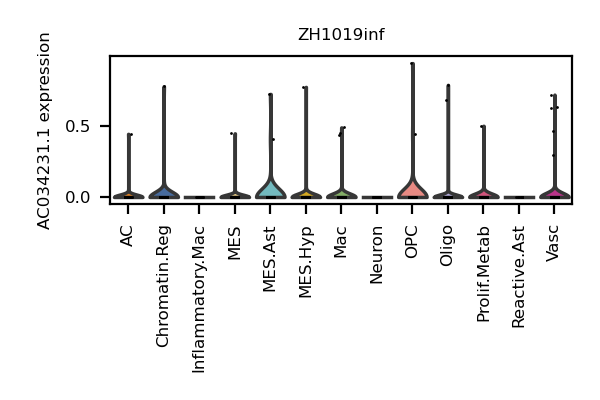 ZH1019inf
AC034231.1 expression
0.5
0.0
AC
Chromatin.Reg
Inflammatory.Mac
MES
MES.Ast
MES.Hyp
Mac
Neuron
OPC
Oligo
Prolif.Metab
Reactive.Ast
Vasc